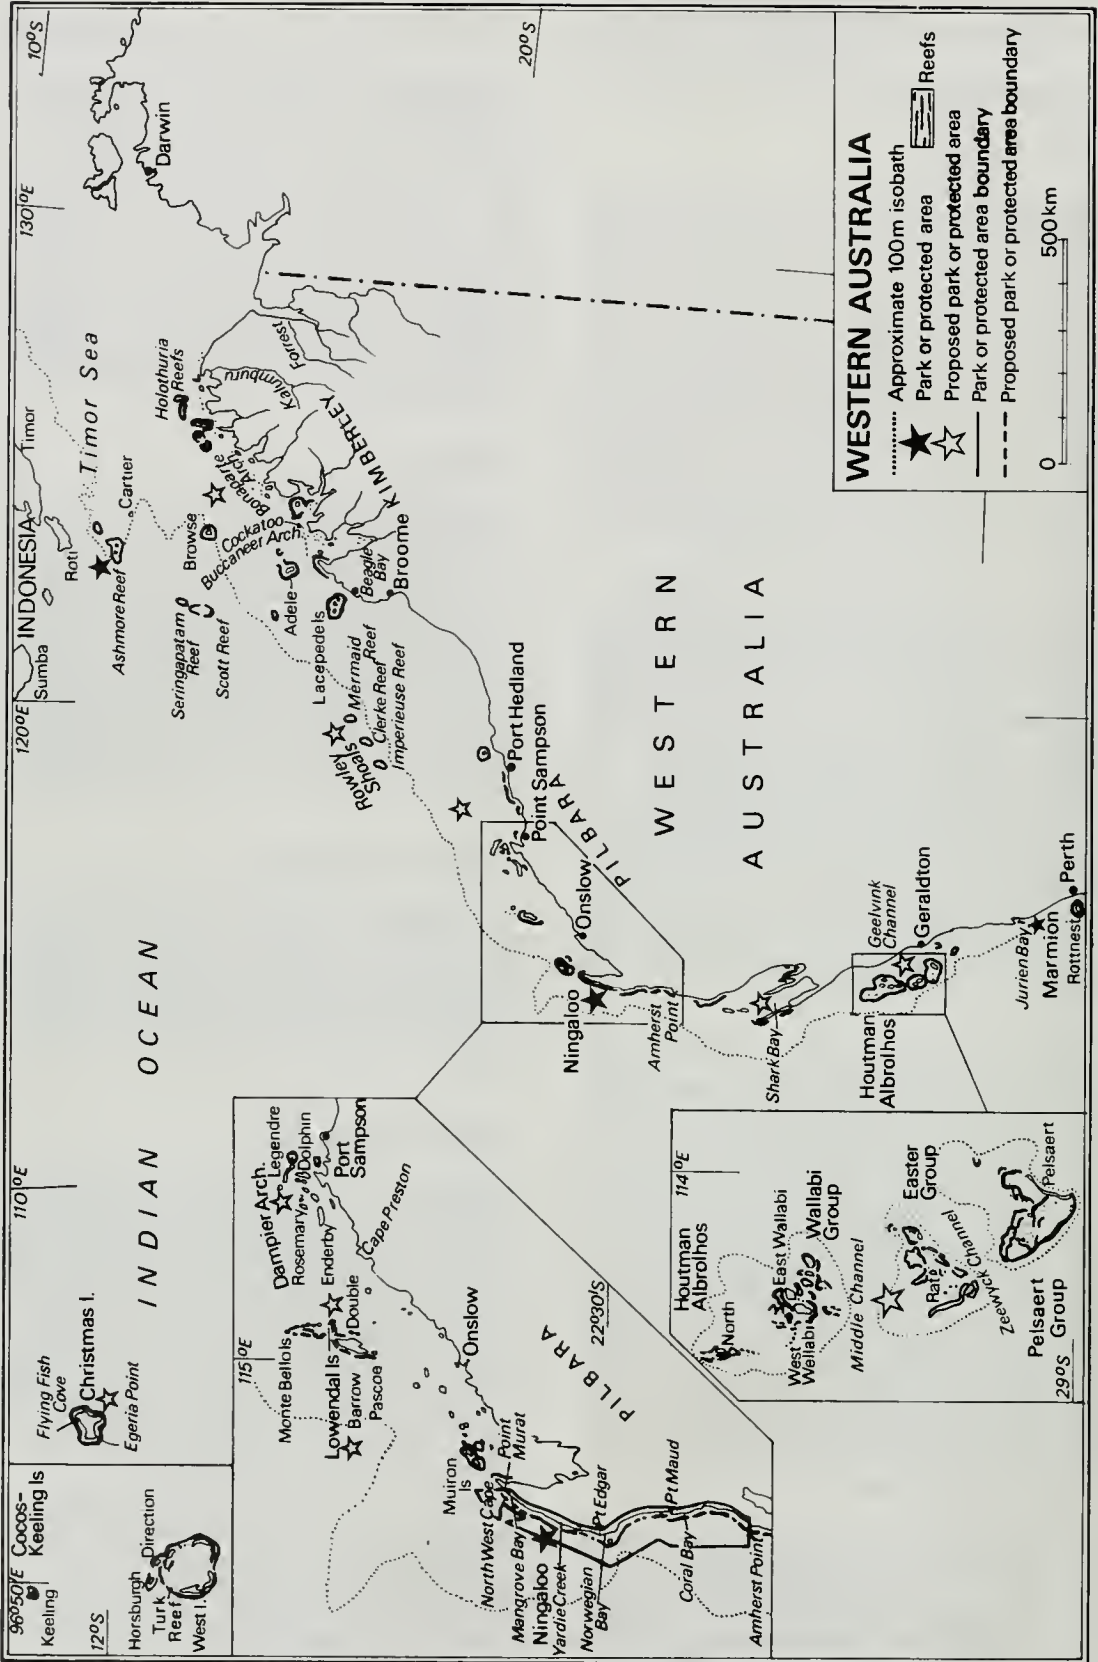 96°50'E
Cocos-
Keeling Is
Keeling
12°S
Horsburgh
Direction
Turk
Reef
West I.
Flying Fish
Cove
Christmas I.
Egeria Point
110°E
INDIAN OCEAN
120°E
Sumba
INDONESIA
Roti
Timor
Timor Sea
Ashmore Reef
Cartier
130°E
10°S
Darwin
Seringapatam
Reef
Scott Reef
Browse
Holothuria
Reefs
Bonaparte
Arch.
Cockatoo
Buccaneer Arch.
Kalumburu
Forrest
KIMBERLEY
Adele
Lacepede Is
Beagle
Bay
Broome
Rowley
Shoals
Mermaid
Reef
Clerke Reef
Imperieuse Reef
Port Hedland
Point Sampson
PILBARA
Onslow
20°S
Ningaloo
Amherst
Point
Shark Bay
WESTERN
AUSTRALIA
Geelvink
Channel
Geraldton
Houtman
Albrolhos
Jurien Bay
Marmion
Rottnest
Perth
115°E
Monte Bello Is
Lowendal Is
Barrow
Double
Pascoe
Dampier Arch.
Legendre
Rosemary
Dolphin
Enderby
Port
Sampson
Cape Preston
Onslow
Muiron
Is
North West Cape
Point
Murat
Mangrove Bay
Ningaloo
Yardie Creek
Norwegian
Bay
Pt Edgar
Coral Bay
Pt Maud
Amherst Point
PILBARA
22°30'S
Houtman
Albrolhos
114°E
North
East Wallabi
West
Wellabi
Wallabi
Group
Middle Channel
Easter
Group
Rat
Zeewyck Channel
Pelsaert
Group
Pelsaert
29°S
WESTERN AUSTRALIA
Approximate 100m isobath
Park or protected area
Reefs
Proposed park or protected area
Park or protected area boundary
Proposed park or protected area boundary
0
500km